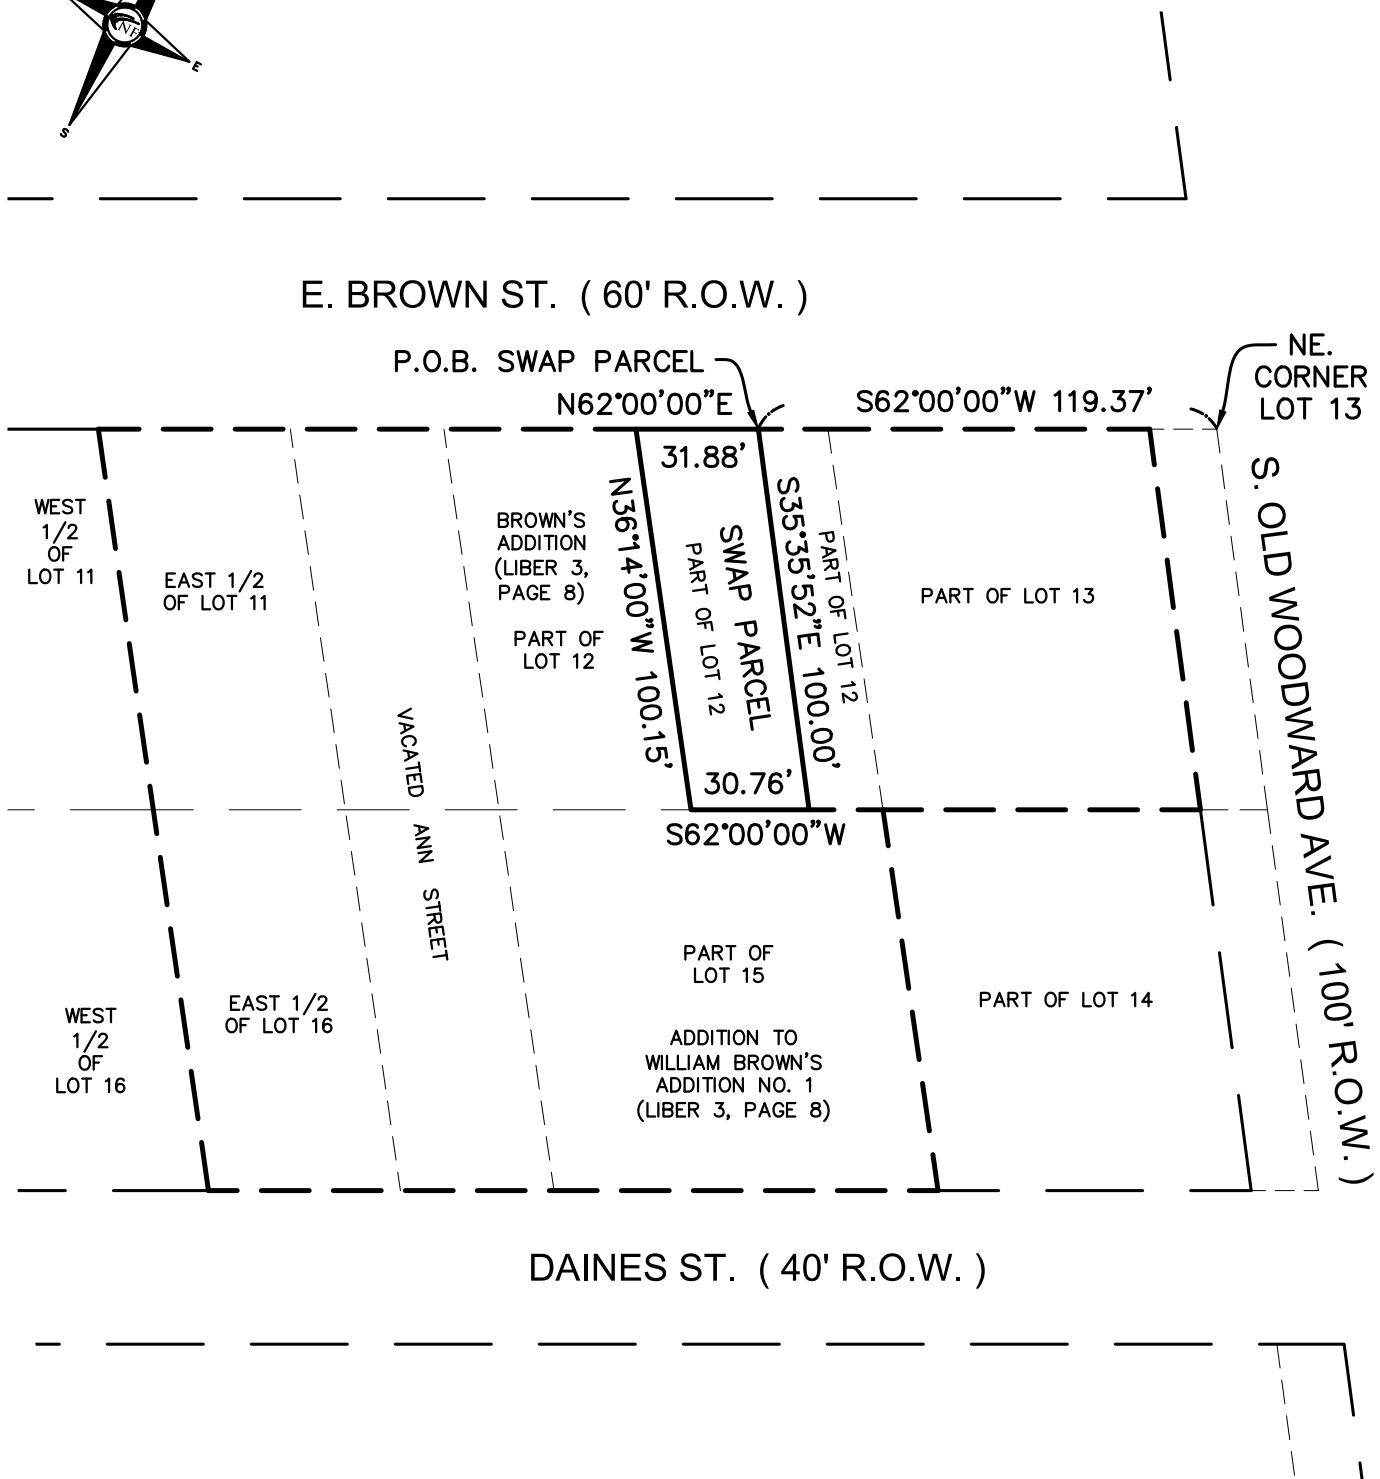 NF
E
S
E. BROWN ST. ( 60' R.O.W. )
P.O.B. SWAP PARCEL
NE.
CORNER
LOT 13
N62°00'00"E
S62°00'00"W 119.37'
31.88'
N36°14'00"W 100.15'
SWAP PARCEL
PART OF LOT 12
S35°35'52"E 100.00'
PART OF LOT 12
30.76'
S62°00'00"W
WEST
1/2
OF
LOT 11
EAST 1/2
OF LOT 11
BROWN'S
ADDITION
(LIBER 3,
PAGE 8)
PART OF
LOT 12
PART OF LOT 13
S. OLD WOODWARD AVE. ( 100' R.O.W. )
VACATED ANN STREET
WEST
1/2
OF
LOT 16
EAST 1/2
OF LOT 16
PART OF
LOT 15
ADDITION TO
WILLIAM BROWN'S
ADDITION NO. 1
(LIBER 3, PAGE 8)
PART OF LOT 14
DAINES ST. ( 40' R.O.W. )